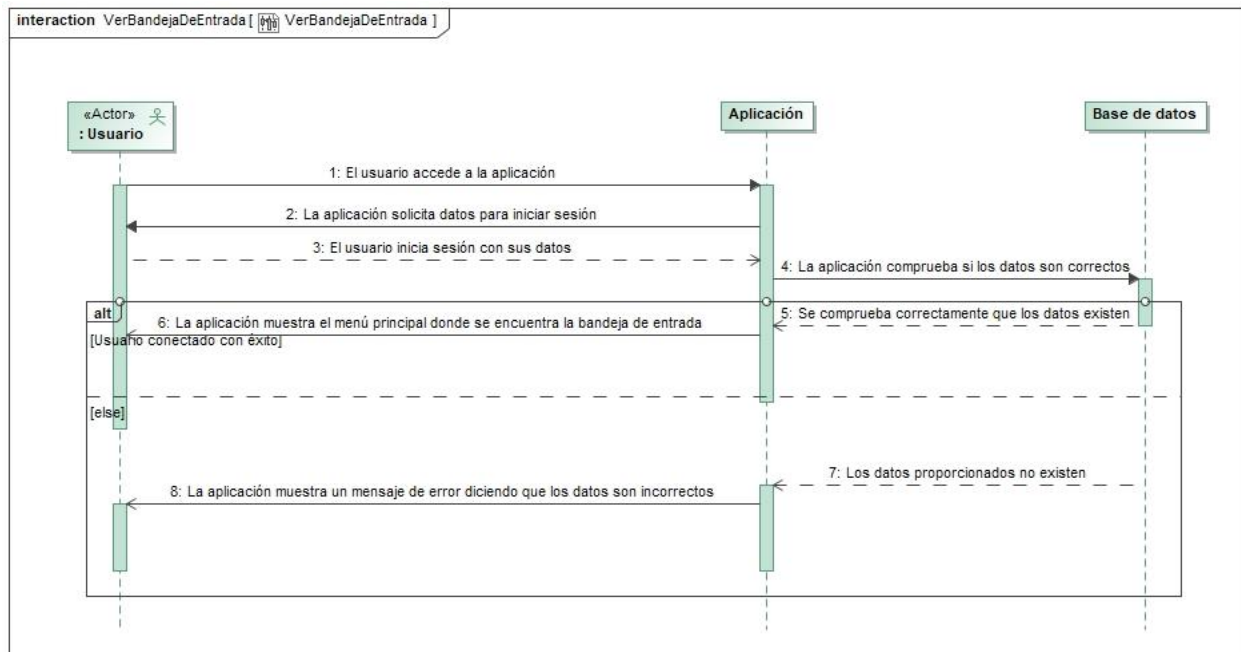 interaction VerBandejaDeEntrada [ VerBandejaDeEntrada ]
«Actor»
: Usuario
Aplicación
Base de datos
1: El usuario accede a la aplicación
2: La aplicación solicita datos para iniciar sesión
3: El usuario inicia sesión con sus datos
4: La aplicación comprueba si los datos son correctos
alt
5: Se comprueba correctamente que los datos existen
6: La aplicación muestra el menú principal donde se encuentra la bandeja de entrada
[Usuario conectado con éxito]
[else]
7: Los datos proporcionados no existen
8: La aplicación muestra un mensaje de error diciendo que los datos son incorrectos